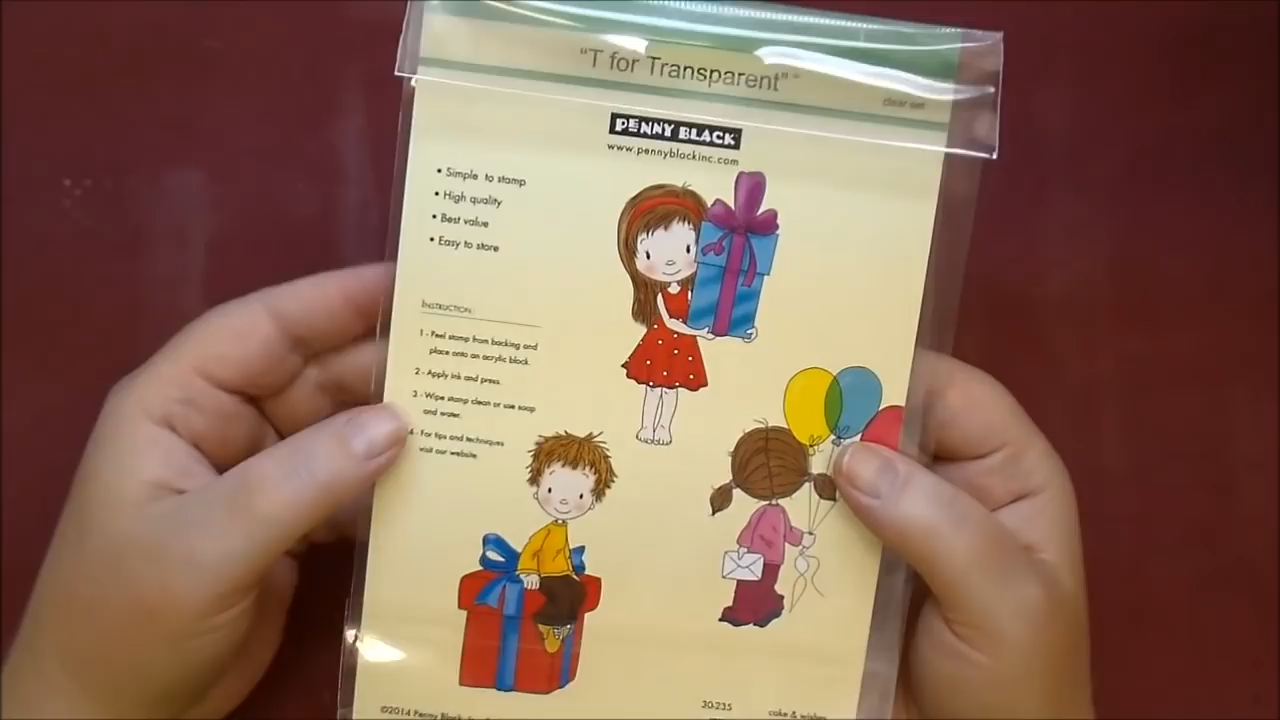 "T for Transparent"
clear set
PENNY BLACK
www.pennyblackinc.com
• Simple to stamp
• High quality
• Best value
• Easy to store
INSTRUCTION:
1 - Peel stamp from backing and
place onto an acrylic block.
2 - Apply ink and press.
3 - Wipe stamp clean or use soap
and water.
4 - For tips and techniques
visit our website.
©2014 Penny Black,
30-235
cake & wishes